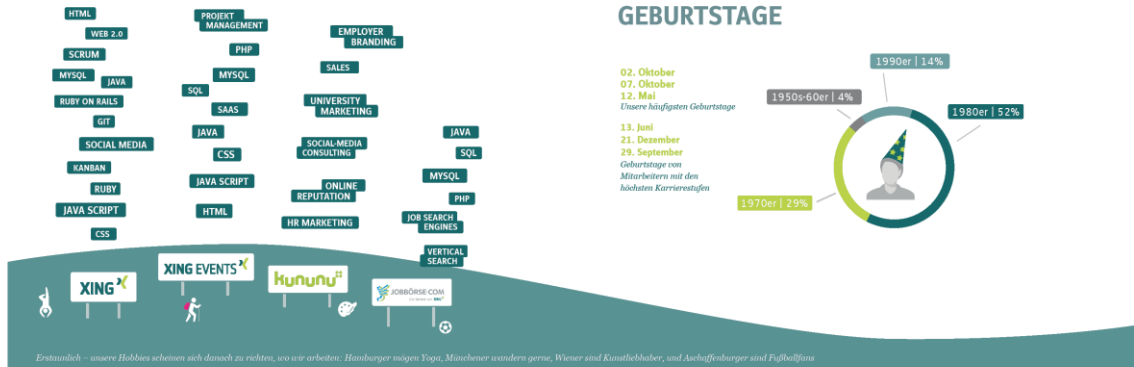 HTML
WEB 2.0
SCRUM
MYSQL
JAVA
RUBY ON RAILS
GIT
SOCIAL MEDIA
KANBAN
RUBY
JAVA SCRIPT
CSS
PROJEKT
MANAGEMENT
PHP
MYSQL
SQL
SAAS
JAVA
CSS
JAVA SCRIPT
HTML
EMPLOYER
BRANDING
SALES
UNIVERSITY
MARKETING
SOCIAL-MEDIA
CONSULTING
ONLINE
REPUTATION
HR MARKETING
JAVA
SQL
MYSQL
PHP
JOB SEARCH
ENGINES
VERTICAL
SEARCH
XING
XING EVENTS
kununu
JOBBÖRSE-COM
Erstaunlich – unsere Hobbies scheinen sich danach zu richten, wo wir arbeiten: Hamburger mögen Yoga, Münchener wandern gerne, Wiener sind Kunstliebhaber, und Aschaffenburger sind Fußballfans
GEBURTSTAGE
02. Oktober
07. Oktober
12. Mai
Unsere häufigsten Geburtstage
13. Juni
21. Dezember
29. September
Geburtstage von
Mitarbeitern mit den
höchsten Karrierestufen
1990er | 14%
1950s-60er | 4%
1980er | 52%
1970er | 29%